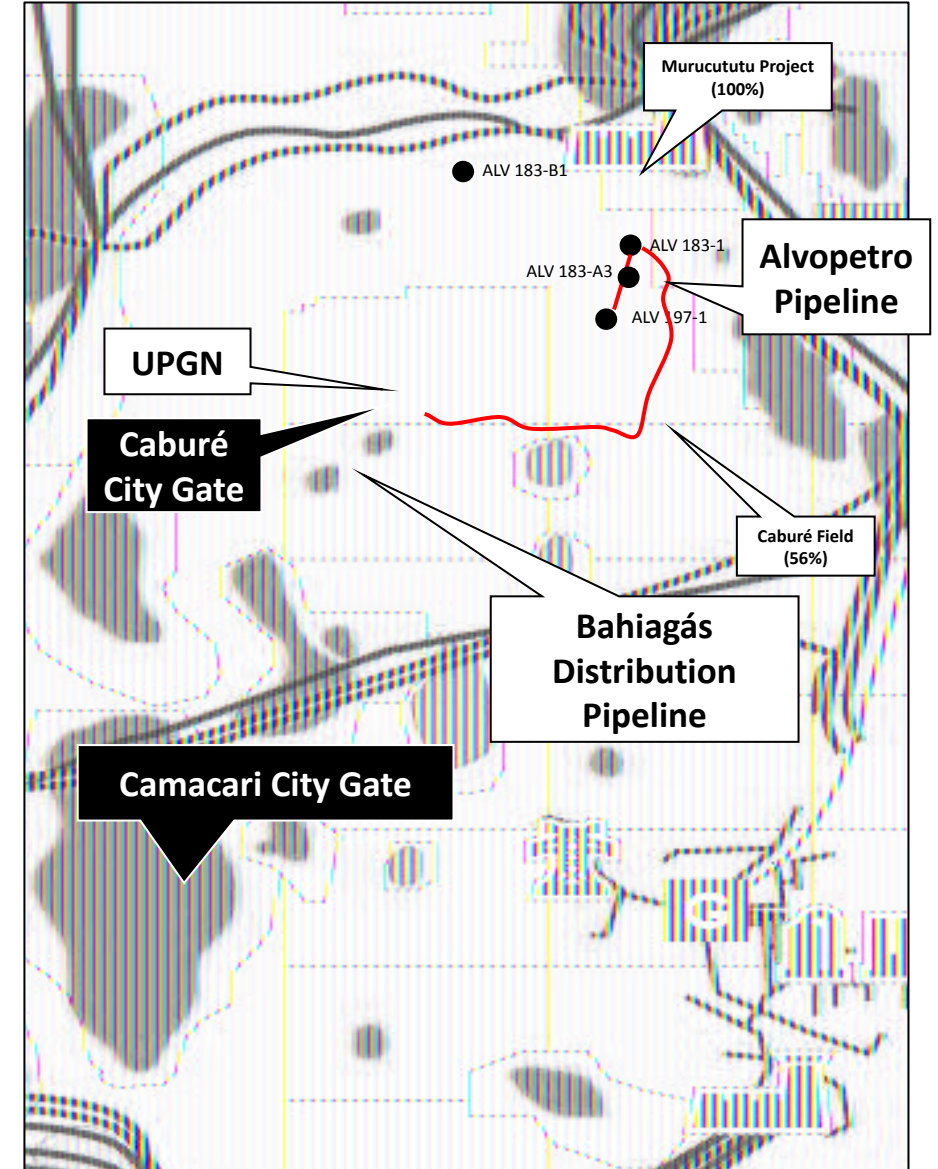 Murucututu Project
(100%)
ALV 183-B1
ALV 183-1
Alvopetro
Pipeline
ALV 183-A3
ALV 197-1
UPGN
Caburé
City Gate
Caburé Field
(56%)
Bahiagás
Distribution
Pipeline
Camacari City Gate
G